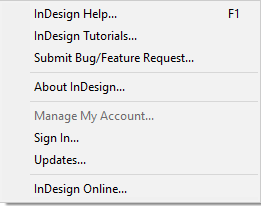 InDesign Help... F1
InDesign Tutorials...
Submit Bug/Feature Request...
About InDesign...
Manage My Account...
Sign In...
Updates...
InDesign Online...